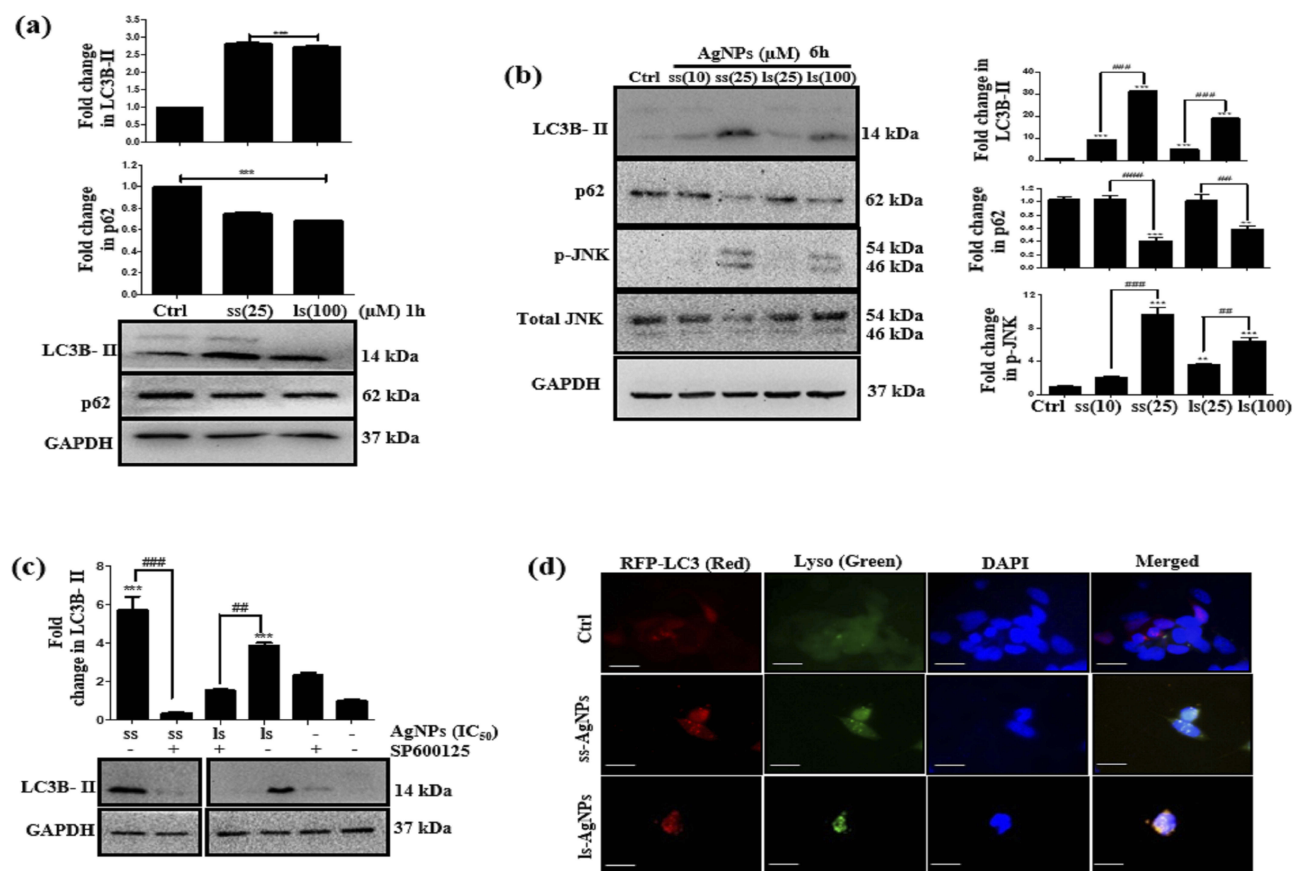 (a)
Fold change
in LC3B-II
3.5
3.0
2.5
2.0
1.5
1.0
0.5
0.0
***
Fold change
in p62
1.2
1.0
0.8
0.6
0.4
0.2
0.0
***
Ctrl ss(25) ls(100) (µM) 1h
LC3B- II 14 kDa
p62 62 kDa
GAPDH 37 kDa
(b)
AgNPs (µM) 6h
Ctrl ss(10) ss(25) ls(25) ls(100)
LC3B- II 14 kDa
p62 62 kDa
p-JNK 54 kDa
46 kDa
Total JNK 54 kDa
46 kDa
GAPDH 37 kDa
Fold change in
LC3B-II
40
30
20
10
0
*** ### *** *** ### ***
Fold change
in p62
1.2
1.0
0.8
0.6
0.4
0.2
0.0
#### *** ## **
Fold change
in p-JNK
12
8
4
0
### *** ** ## ***
Ctrl ss(10) ss(25) ls(25) ls(100)
(c)
Fold
change in LC3B- II
8
6
4
2
0
*** ### ## ***
ss ss ls ls - - AgNPs (IC50)
- + + - + - SP600125
LC3B- II 14 kDa
GAPDH 37 kDa
(d)
RFP-LC3 (Red) Lyso (Green) DAPI Merged
Ctrl
ss-AgNPs
ls-AgNPs